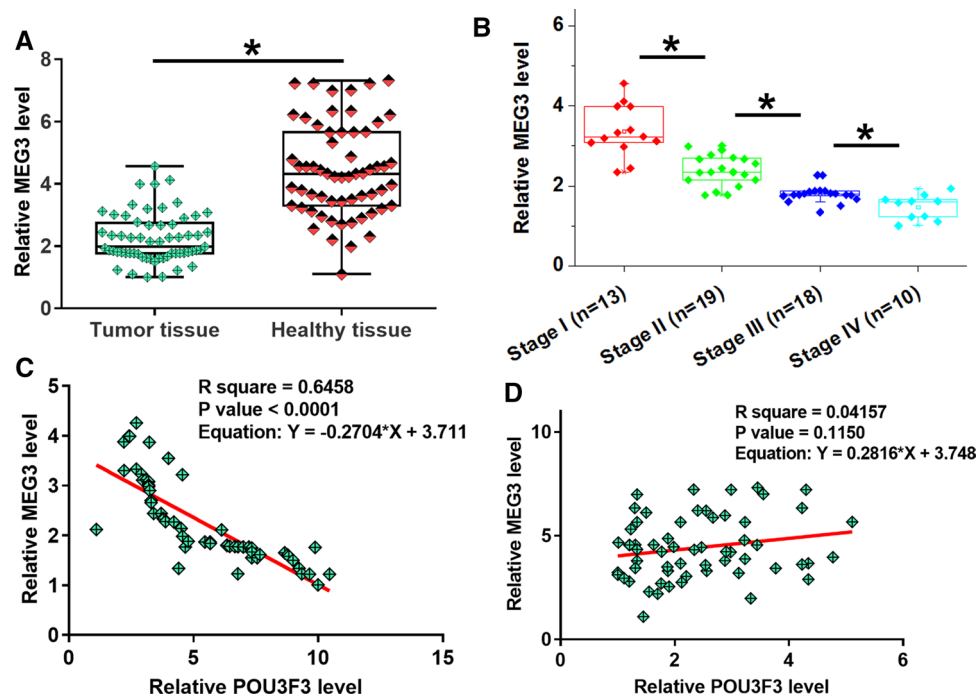 A
Relative MEG3 level
8
6
4
2
0
*
Tumor tissue
Healthy tissue
B
Relative MEG3 level
6
4
2
0
*
*
*
Stage I (n=13)
Stage II (n=19)
Stage III (n=18)
Stage IV (n=10)
C
R square = 0.6458
P value < 0.0001
Equation: Y = -0.2704*X + 3.711
Relative MEG3 level
5
4
3
2
1
0
0
5
10
15
Relative POU3F3 level
D
R square = 0.04157
P value = 0.1150
Equation: Y = 0.2816*X + 3.748
Relative MEG3 level
10
5
0
0
2
4
6
Relative POU3F3 level